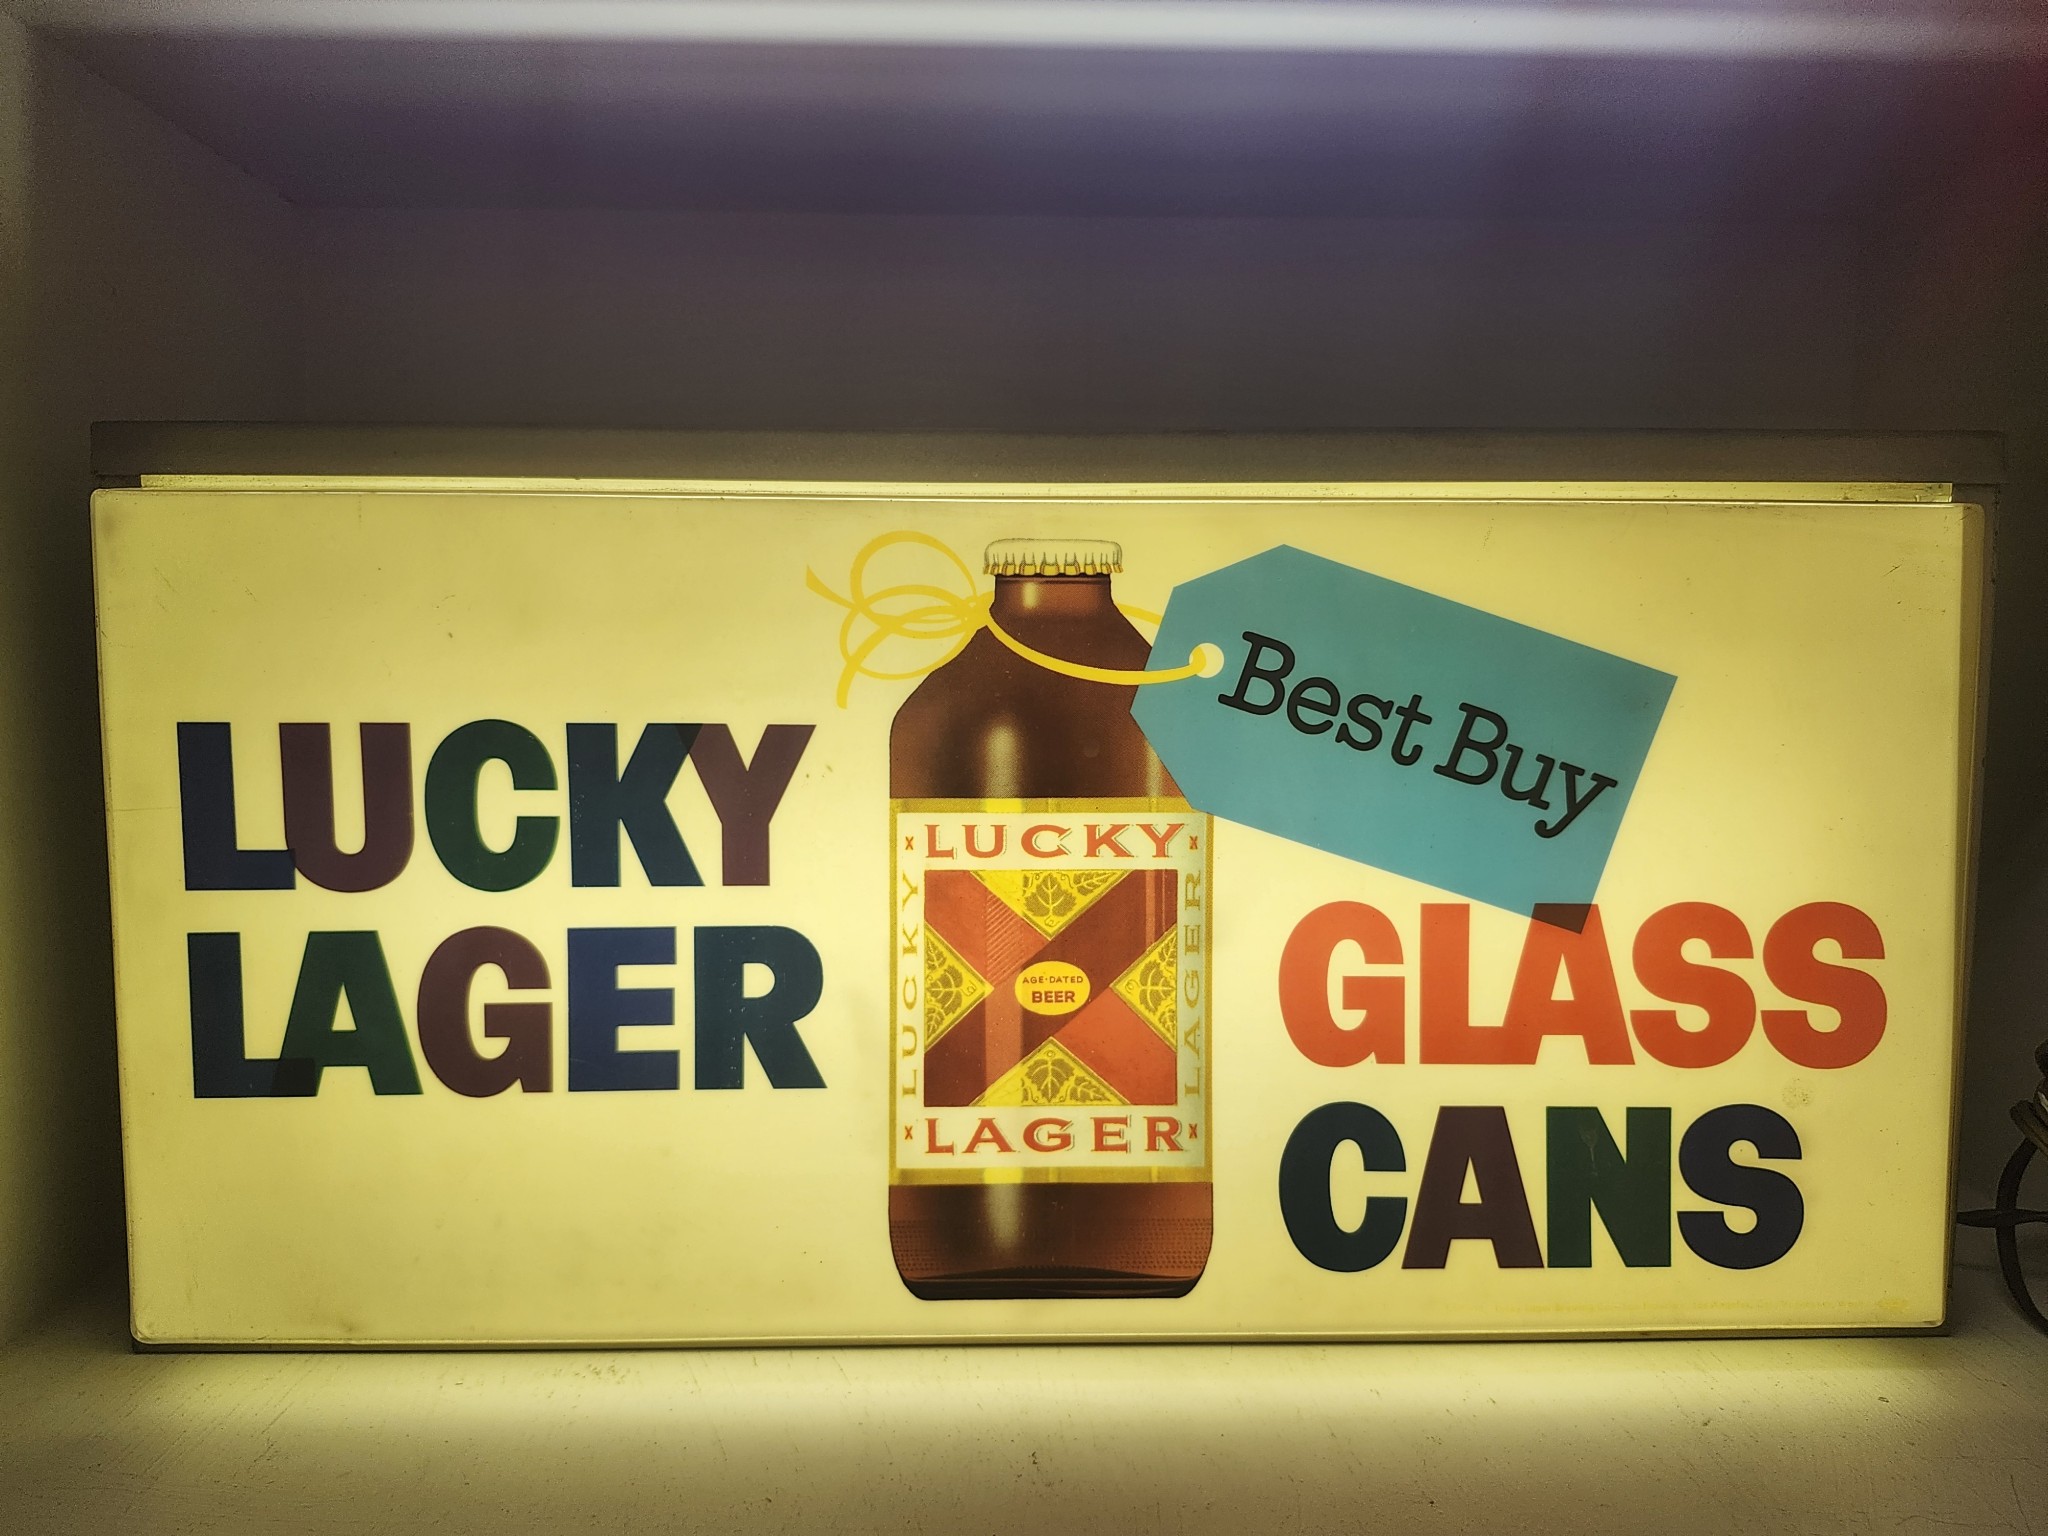 LUCKY
LAGER
Best Buy
GLASS
CANS
LUCKY
LUCKY
LAGER
AGE-DATED
BEER
LAGER